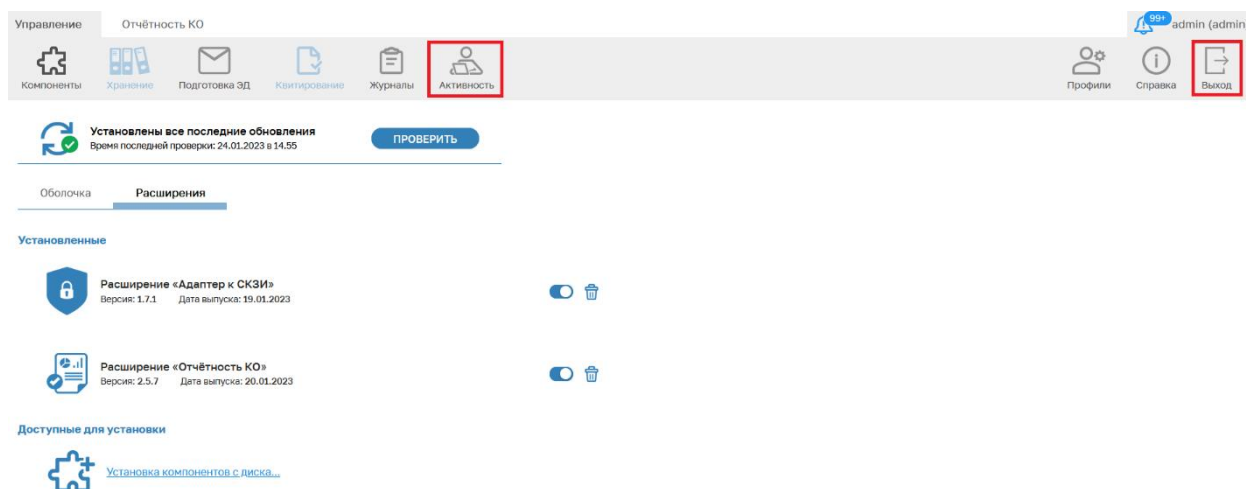 Управление Отчётность КО 99+ admin (admin
Компоненты Хранение Подготовка ЭД Квитирование Журналы Активность Профили Справка Выход
Установлены все последние обновления
Время последней проверки: 24.01.2023 в 14.55
ПРОВЕРИТЬ
Оболочка Расширения
Установленные
Расширение «Адаптер к СКЗИ»
Версия: 1.7.1 Дата выпуска: 19.01.2023
Расширение «Отчётность КО»
Версия: 2.5.7 Дата выпуска: 20.01.2023
Доступные для установки
Установка компонентов с диска...